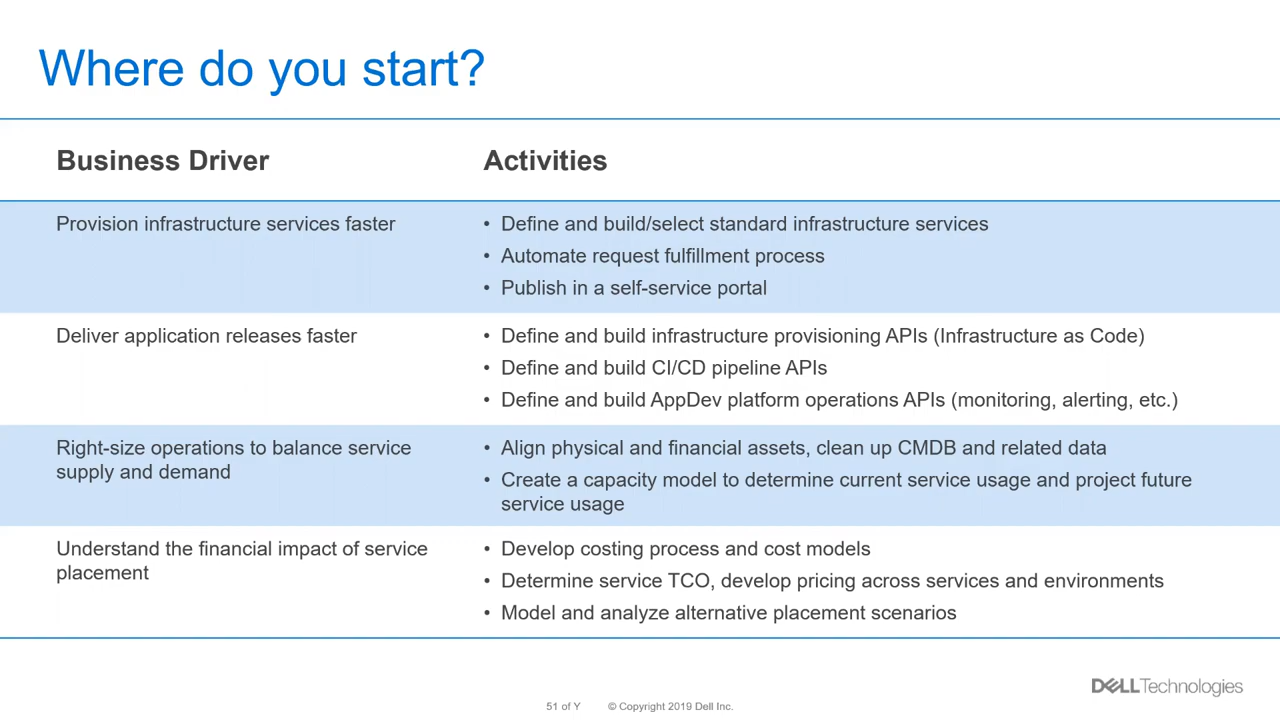 Where do you start?
Business Driver
Activities
Provision infrastructure services faster
• Define and build/select standard infrastructure services
• Automate request fulfillment process
• Publish in a self-service portal
Deliver application releases faster
• Define and build infrastructure provisioning APIs (Infrastructure as Code)
• Define and build CI/CD pipeline APIs
• Define and build AppDev platform operations APIs (monitoring, alerting, etc.)
Right-size operations to balance service
supply and demand
• Align physical and financial assets, clean up CMDB and related data
• Create a capacity model to determine current service usage and project future
service usage
Understand the financial impact of service
placement
• Develop costing process and cost models
• Determine service TCO, develop pricing across services and environments
• Model and analyze alternative placement scenarios
DELLTechnologies
51 of Y © Copyright 2019 Dell Inc.